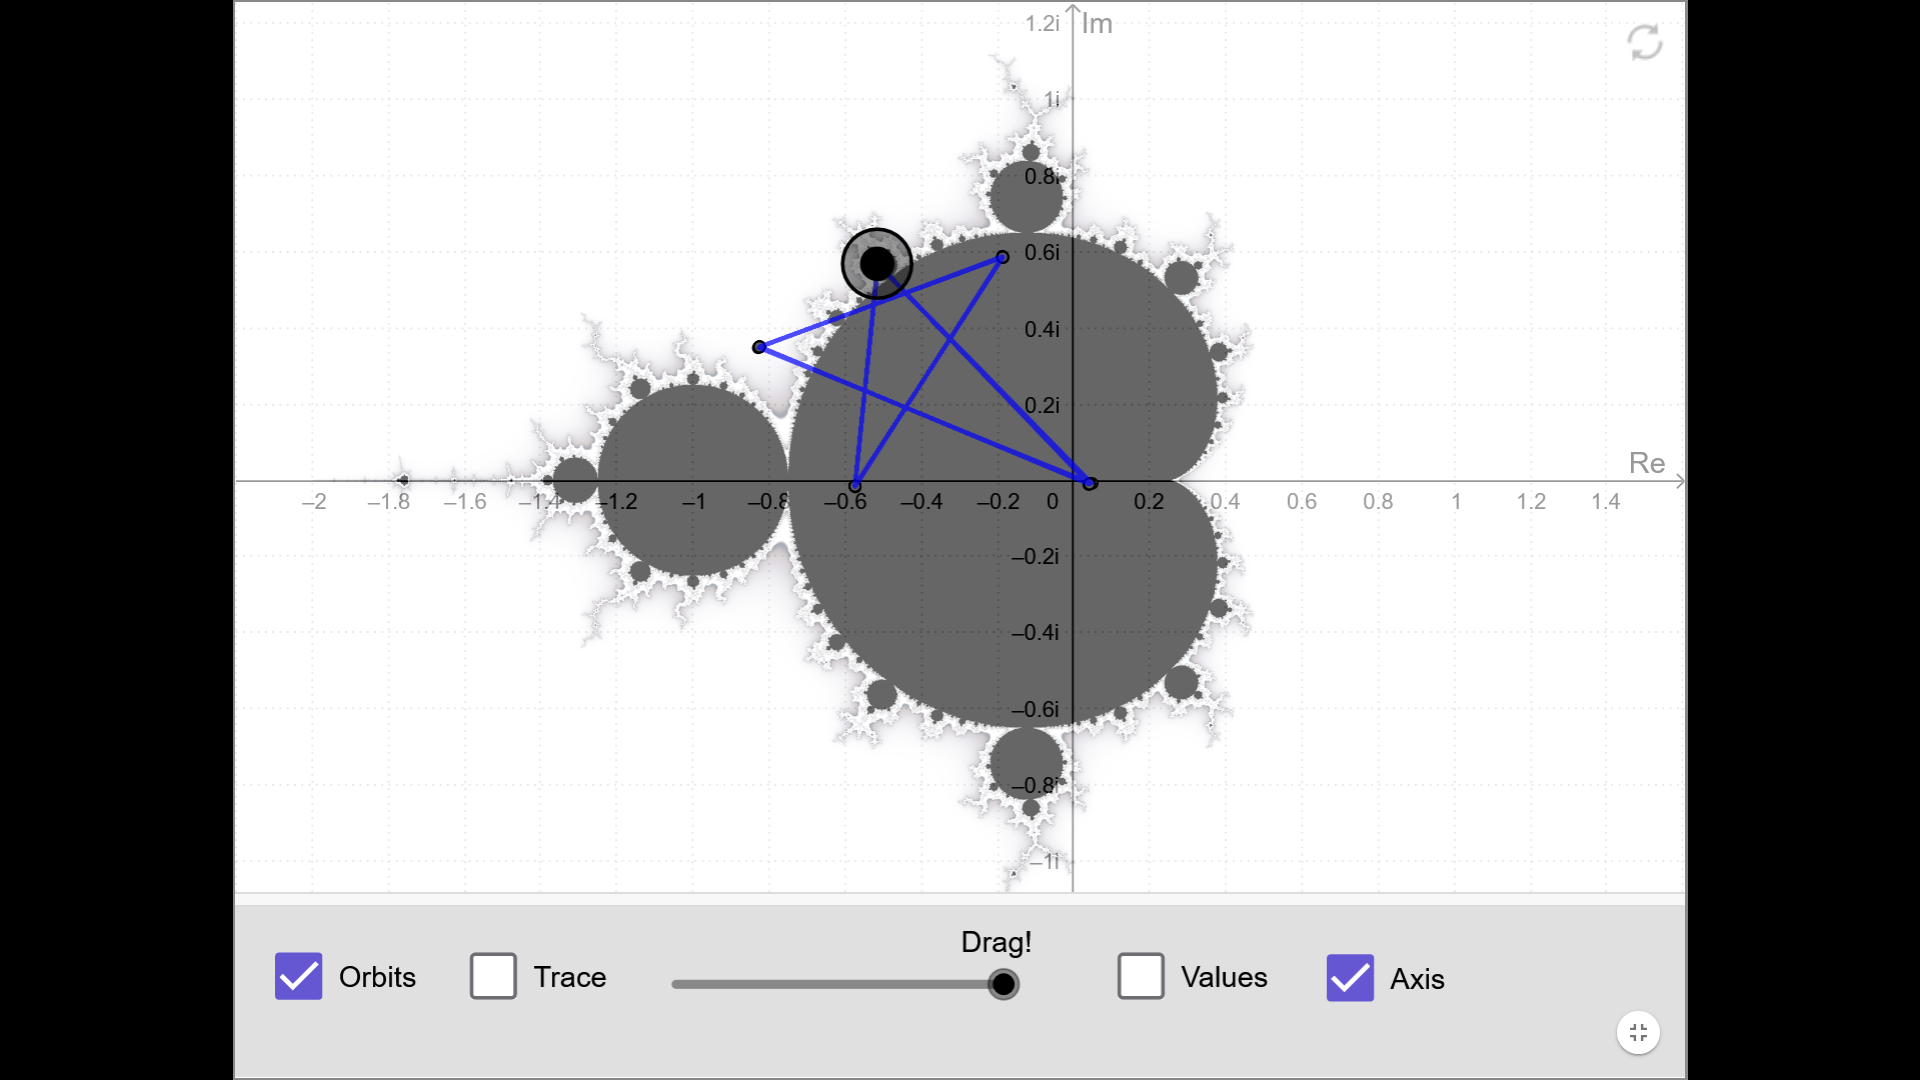 1.2i
Im
1i
0.8i
0.6i
0.4i
0.2i
Re
–2
–1.8
–1.6
–1.4
–1.2
–1
–0.8
–0.6
–0.4
–0.2
0
0.2
0.4
0.6
0.8
1
1.2
1.4
–0.2i
–0.4i
–0.6i
–0.8i
–1i
Drag!
Orbits
Trace
Values
Axis